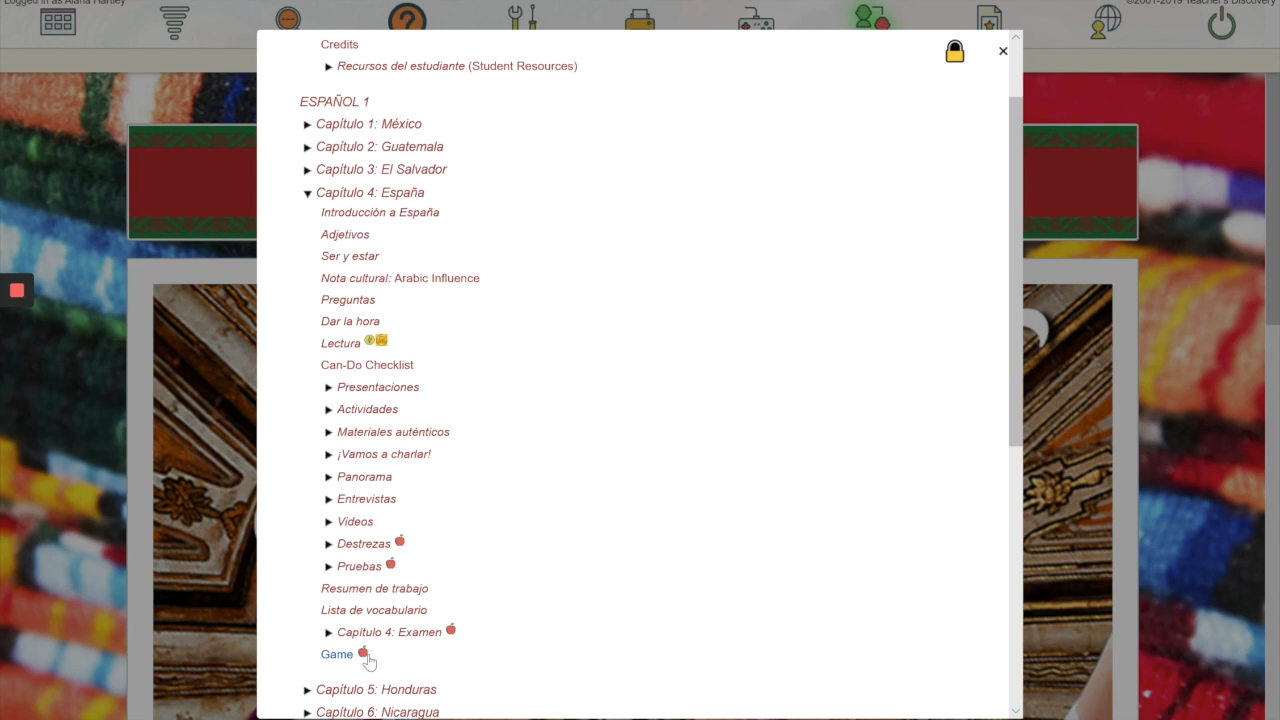 Logged in as Alana Hartley
©2001-2019 Teacher's Discovery
Credits
Recursos del estudiante (Student Resources)
ESPAÑOL 1
Capítulo 1: México
Capítulo 2: Guatemala
Capítulo 3: El Salvador
Capítulo 4: España
Introducción a España
Adjetivos
Ser y estar
Nota cultural: Arabic Influence
Preguntas
Dar la hora
Lectura
Can-Do Checklist
Presentaciones
Actividades
Materiales auténticos
¡Vamos a charlar!
Panorama
Entrevistas
Videos
Destrezas
Pruebas
Resumen de trabajo
Lista de vocabulario
Capítulo 4: Examen
Game
Capítulo 5: Honduras
Capítulo 6: Nicaragua